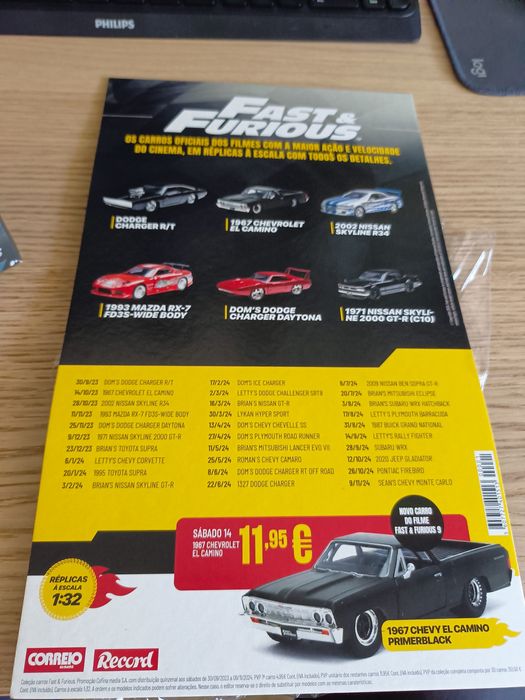 PHILIPS
logi
FAST &
FURIOUS
OS CARROS OFICIAIS DOS FILMES COM A MAIOR AÇÃO E VELOCIDADE
DO CINEMA, EM RÉPLICAS À ESCALA COM TODOS OS DETALHES.
DODGE
CHARGER R/T
1967 CHEVROLET
EL CAMINO
2002 NISSAN
SKYLINE R34
1993 MAZDA RX-7
FD3S-WIDE BODY
DOM'S DODGE
CHARGER DAYTONA
1971 NISSAN SKYLI-
NE 2000 GT-R (C10)
30/9/23 DOM'S DODGE CHARGER R/T
14/10/23 1967 CHEVROLET EL CAMINO
28/10/23 2002 NISSAN SKYLINE R34
11/11/23 1993 MAZDA RX-7 FD3S-WIDE BODY
25/11/23 DOM'S DODGE CHARGER DAYTONA
9/12/23 1971 NISSAN SKYLINE 2000 GT-R
23/12/23 BRIAN'S TOYOTA SUPRA
6/1/24 LETTY'S CHEVY CORVETTE
20/1/24 1995 TOYOTA SUPRA
3/2/24 BRIAN'S NISSAN SKYLINE GT-R
17/2/24 DOM'S ICE CHARGER
2/3/24 LETTY'S DODGE CHALLENGER SRT8
16/3/24 BRIAN'S NISSAN GT-R
30/3/24 LYKAN HYPER SPORT
13/4/24 DOM'S CHEVY CHEVELLE SS
27/4/24 DOM'S PLYMOUTH ROAD RUNNER
11/5/24 BRIAN'S MITSUBISHI LANCER EVO VII
25/5/24 ROMAN'S CHEVY CAMARO
8/6/24 DOM'S DODGE CHARGER RT OFF ROAD
22/6/24 1327 DODGE CHARGER
6/7/24 2009 NISSAN BEN SOPRA GT-R
20/7/24 BRIAN'S MITSUBISHI ECLIPSE
3/8/24 BRIAN'S SUBARU WRX HATCHBACK
17/8/24 LETTY'S PLYMOUTH BARRACUDA
31/8/24 1987 BUICK GRAND NATIONAL
14/9/24 LETTY'S RALLY FIGHTER
28/9/24 SUBARU WRX
12/10/24 2020 JEEP GLADIATOR
26/10/24 PONTIAC FIREBIRD
9/11/24 SEAN'S CHEVY MONTE CARLO
NOVO CARRO
DO FILME
FAST & FURIOUS 9
SÁBADO 14
1967 CHEVROLET
EL CAMINO
11,95 €
RÉPLICAS
À ESCALA
1:32
1967 CHEVY EL CAMINO
PRIMERBLACK
CORREIO
Record